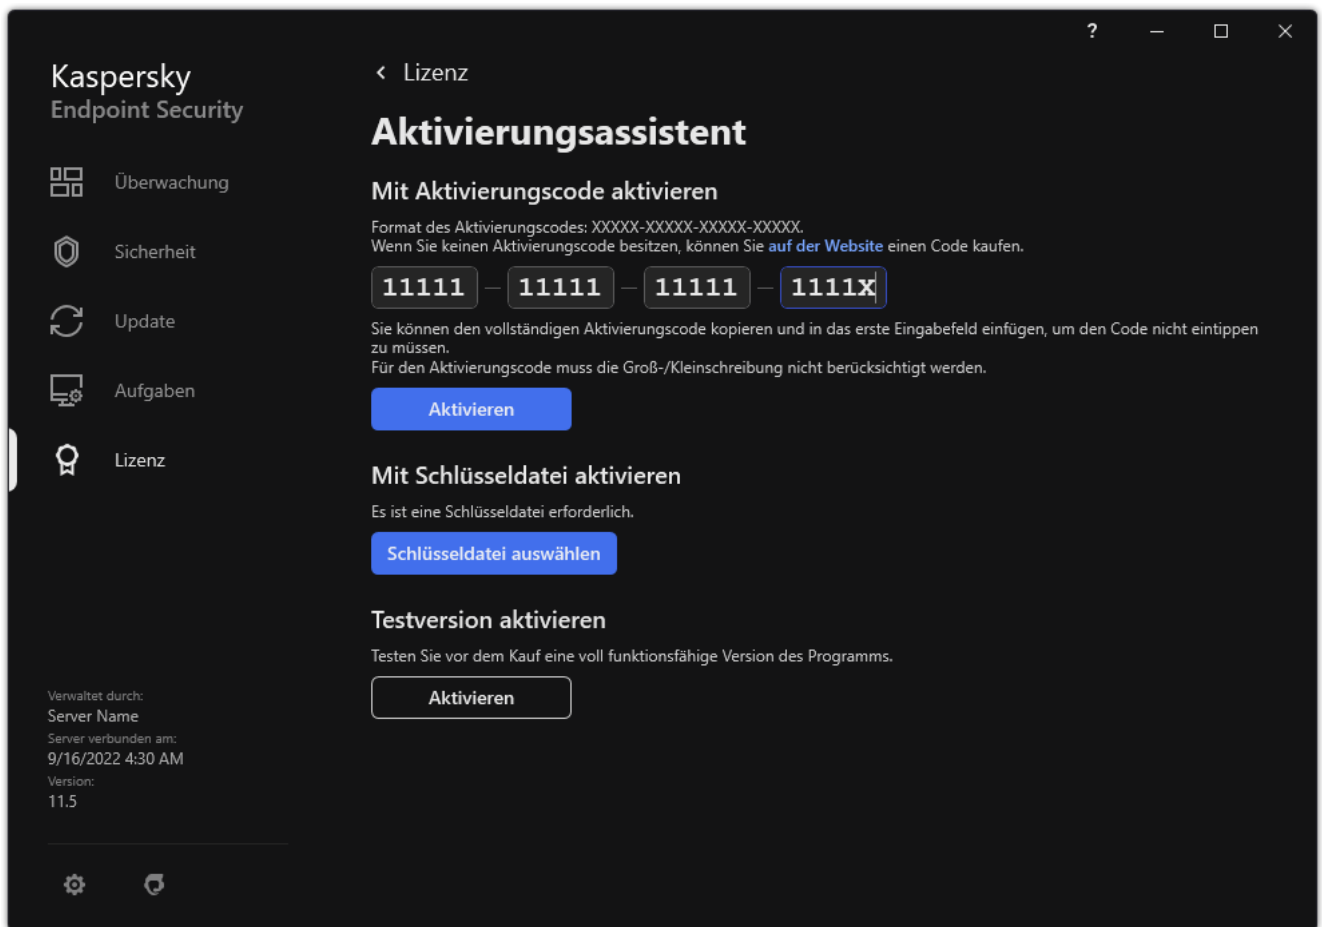 ?
Kaspersky
Endpoint Security
Überwachung
Sicherheit
Update
Aufgaben
Lizenz
Verwaltet durch:
Server Name
Server verbunden am:
9/16/2022 4:30 AM
Version:
11.5
Lizenz
Aktivierungsassistent
Mit Aktivierungscode aktivieren
Format des Aktivierungscodes: XXXXX-XXXXX-XXXXX-XXXXX.
Wenn Sie keinen Aktivierungscode besitzen, können Sie auf der Website einen Code kaufen.
11111 – 11111 – 11111 – 1111X
Sie können den vollständigen Aktivierungscode kopieren und in das erste Eingabefeld einfügen, um den Code nicht eintippen
zu müssen.
Für den Aktivierungscode muss die Groß-/Kleinschreibung nicht berücksichtigt werden.
Aktivieren
Mit Schlüsseldatei aktivieren
Es ist eine Schlüsseldatei erforderlich.
Schlüsseldatei auswählen
Testversion aktivieren
Testen Sie vor dem Kauf eine voll funktionsfähige Version des Programms.
Aktivieren